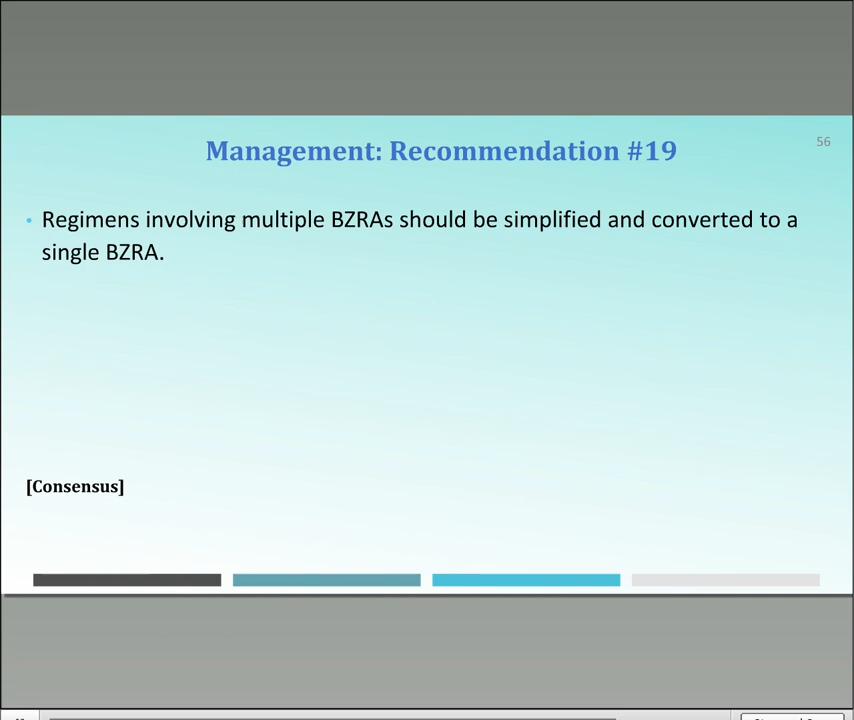 Management: Recommendation #19
56
• Regimens involving multiple BZRAs should be simplified and converted to a
single BZRA.
[Consensus]